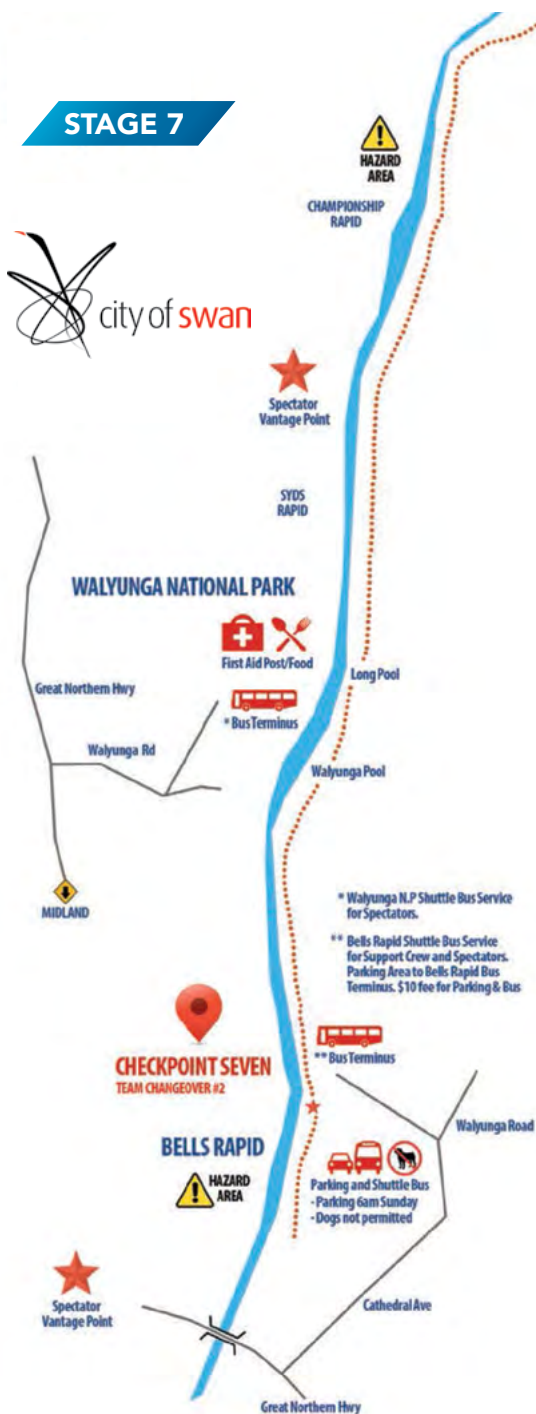 STAGE 7
HAZARD
AREA
CHAMPIONSHIP
RAPID
city of swan
Spectator
Vantage Point
SYDS
RAPID
WALYUNGA NATIONAL PARK
First Aid Post/Food
Long Pool
Great Northern Hwy
* Bus Terminus
Walyunga Rd
Walyunga Pool
MIDLAND
* Walyunga N.P Shuttle Bus Service
for Spectators.
** Bells Rapid Shuttle Bus Service
for Support Crew and Spectators.
Parking Area to Bells Rapid Bus
Terminus. $10 fee for Parking & Bus
CHECKPOINT SEVEN
TEAM CHANGEOVER #2
** Bus Terminus
Walyunga Road
BELLS RAPID
HAZARD
AREA
Parking and Shuttle Bus
- Parking 6am Sunday
- Dogs not permitted
Spectator
Vantage Point
Cathedral Ave
Great Northern Hwy